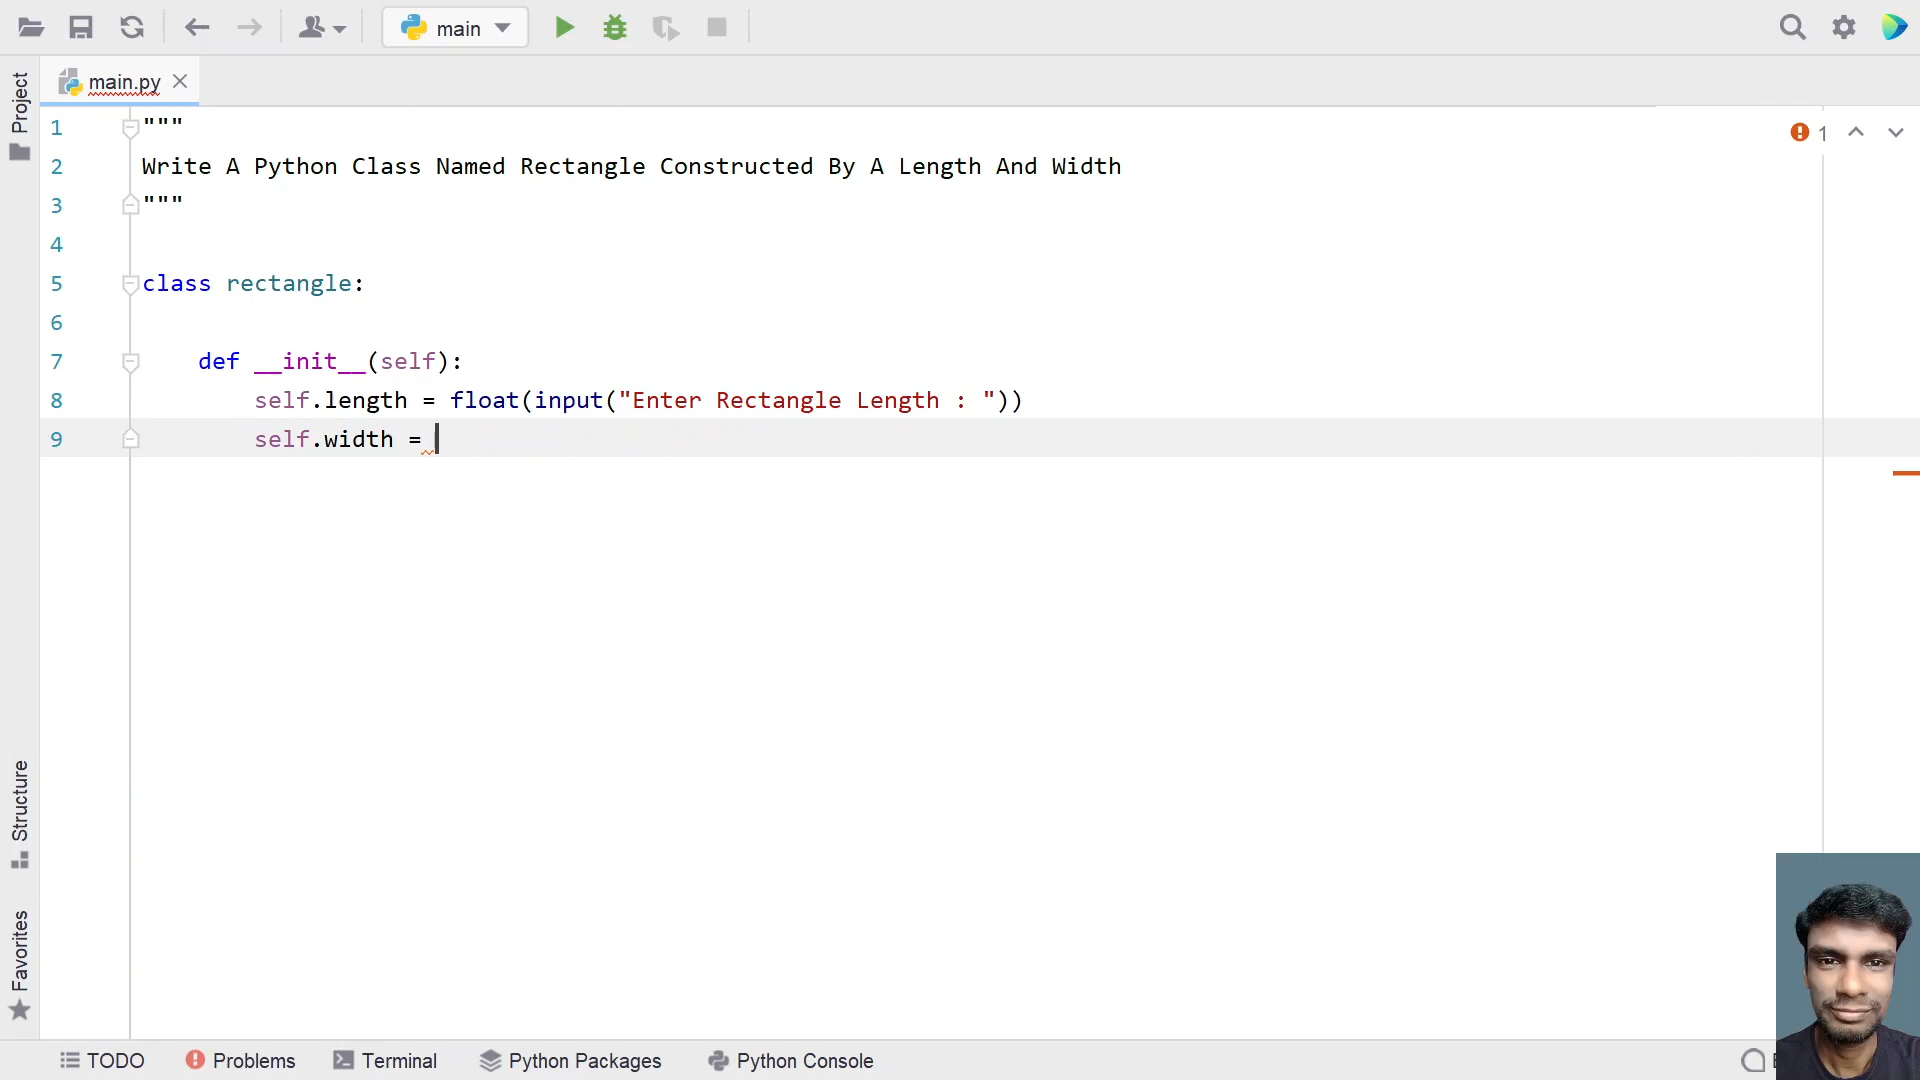 main
main.py
1
Project
1 """
2 Write A Python Class Named Rectangle Constructed By A Length And Width
3 """
4
5 class rectangle:
6
7 def __init__(self):
8 self.length = float(input("Enter Rectangle Length : "))
9 self.width =
Structure
Favorites
TODO
Problems
Terminal
Python Packages
Python Console